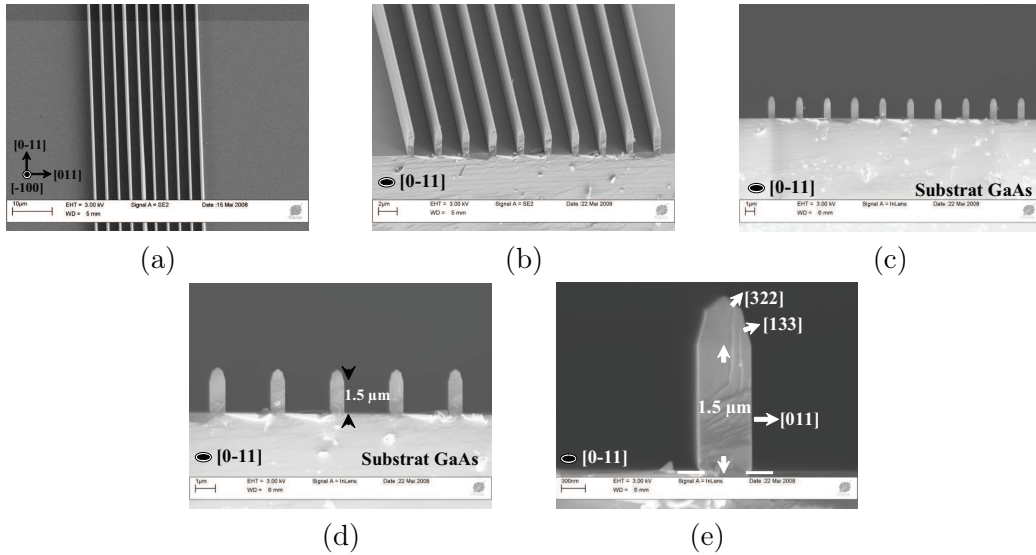 [0-11]
[011]
[-100]
10µm
EHT = 3.00 kV
Signal A = SE2
Date :15 Mai 2008
WD = 5 mm
(a)
[0-11]
2µm
EHT = 3.00 kV
Signal A = SE2
Date :22 Mai 2008
WD = 5 mm
(b)
[0-11]
Substrat GaAs
1µm
EHT = 3.00 kV
Signal A = InLens
Date :22 Mai 2008
WD = 6 mm
(c)
1.5 µm
[0-11]
Substrat GaAs
1µm
EHT = 3.00 kV
Signal A = InLens
Date :22 Mai 2008
WD = 6 mm
(d)
[322]
[133]
1.5 µm
[011]
[0-11]
300nm
EHT = 3.00 kV
Signal A = InLens
Date :22 Mai 2008
WD = 6 mm
(e)